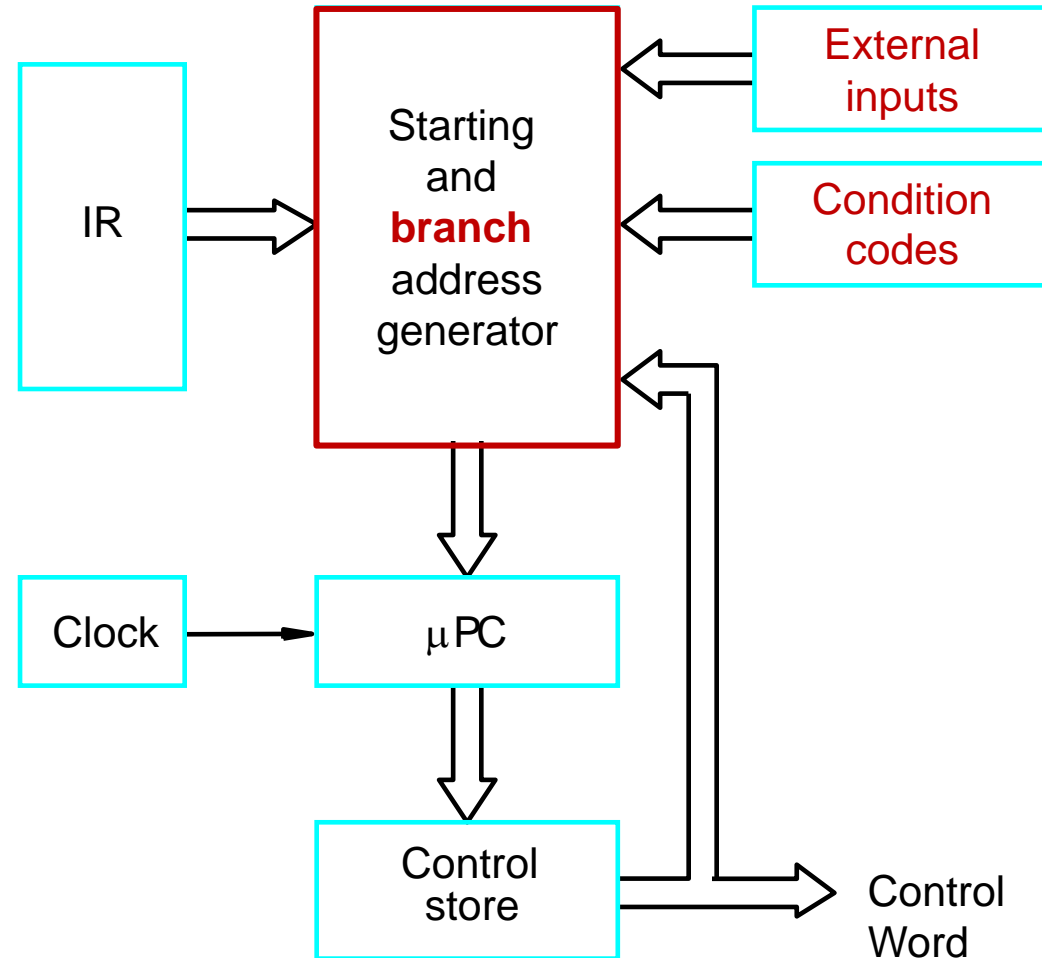 IR
Starting
and
branch
address
generator
External
inputs
Condition
codes
Clock
μPC
Control
store
Control
Word